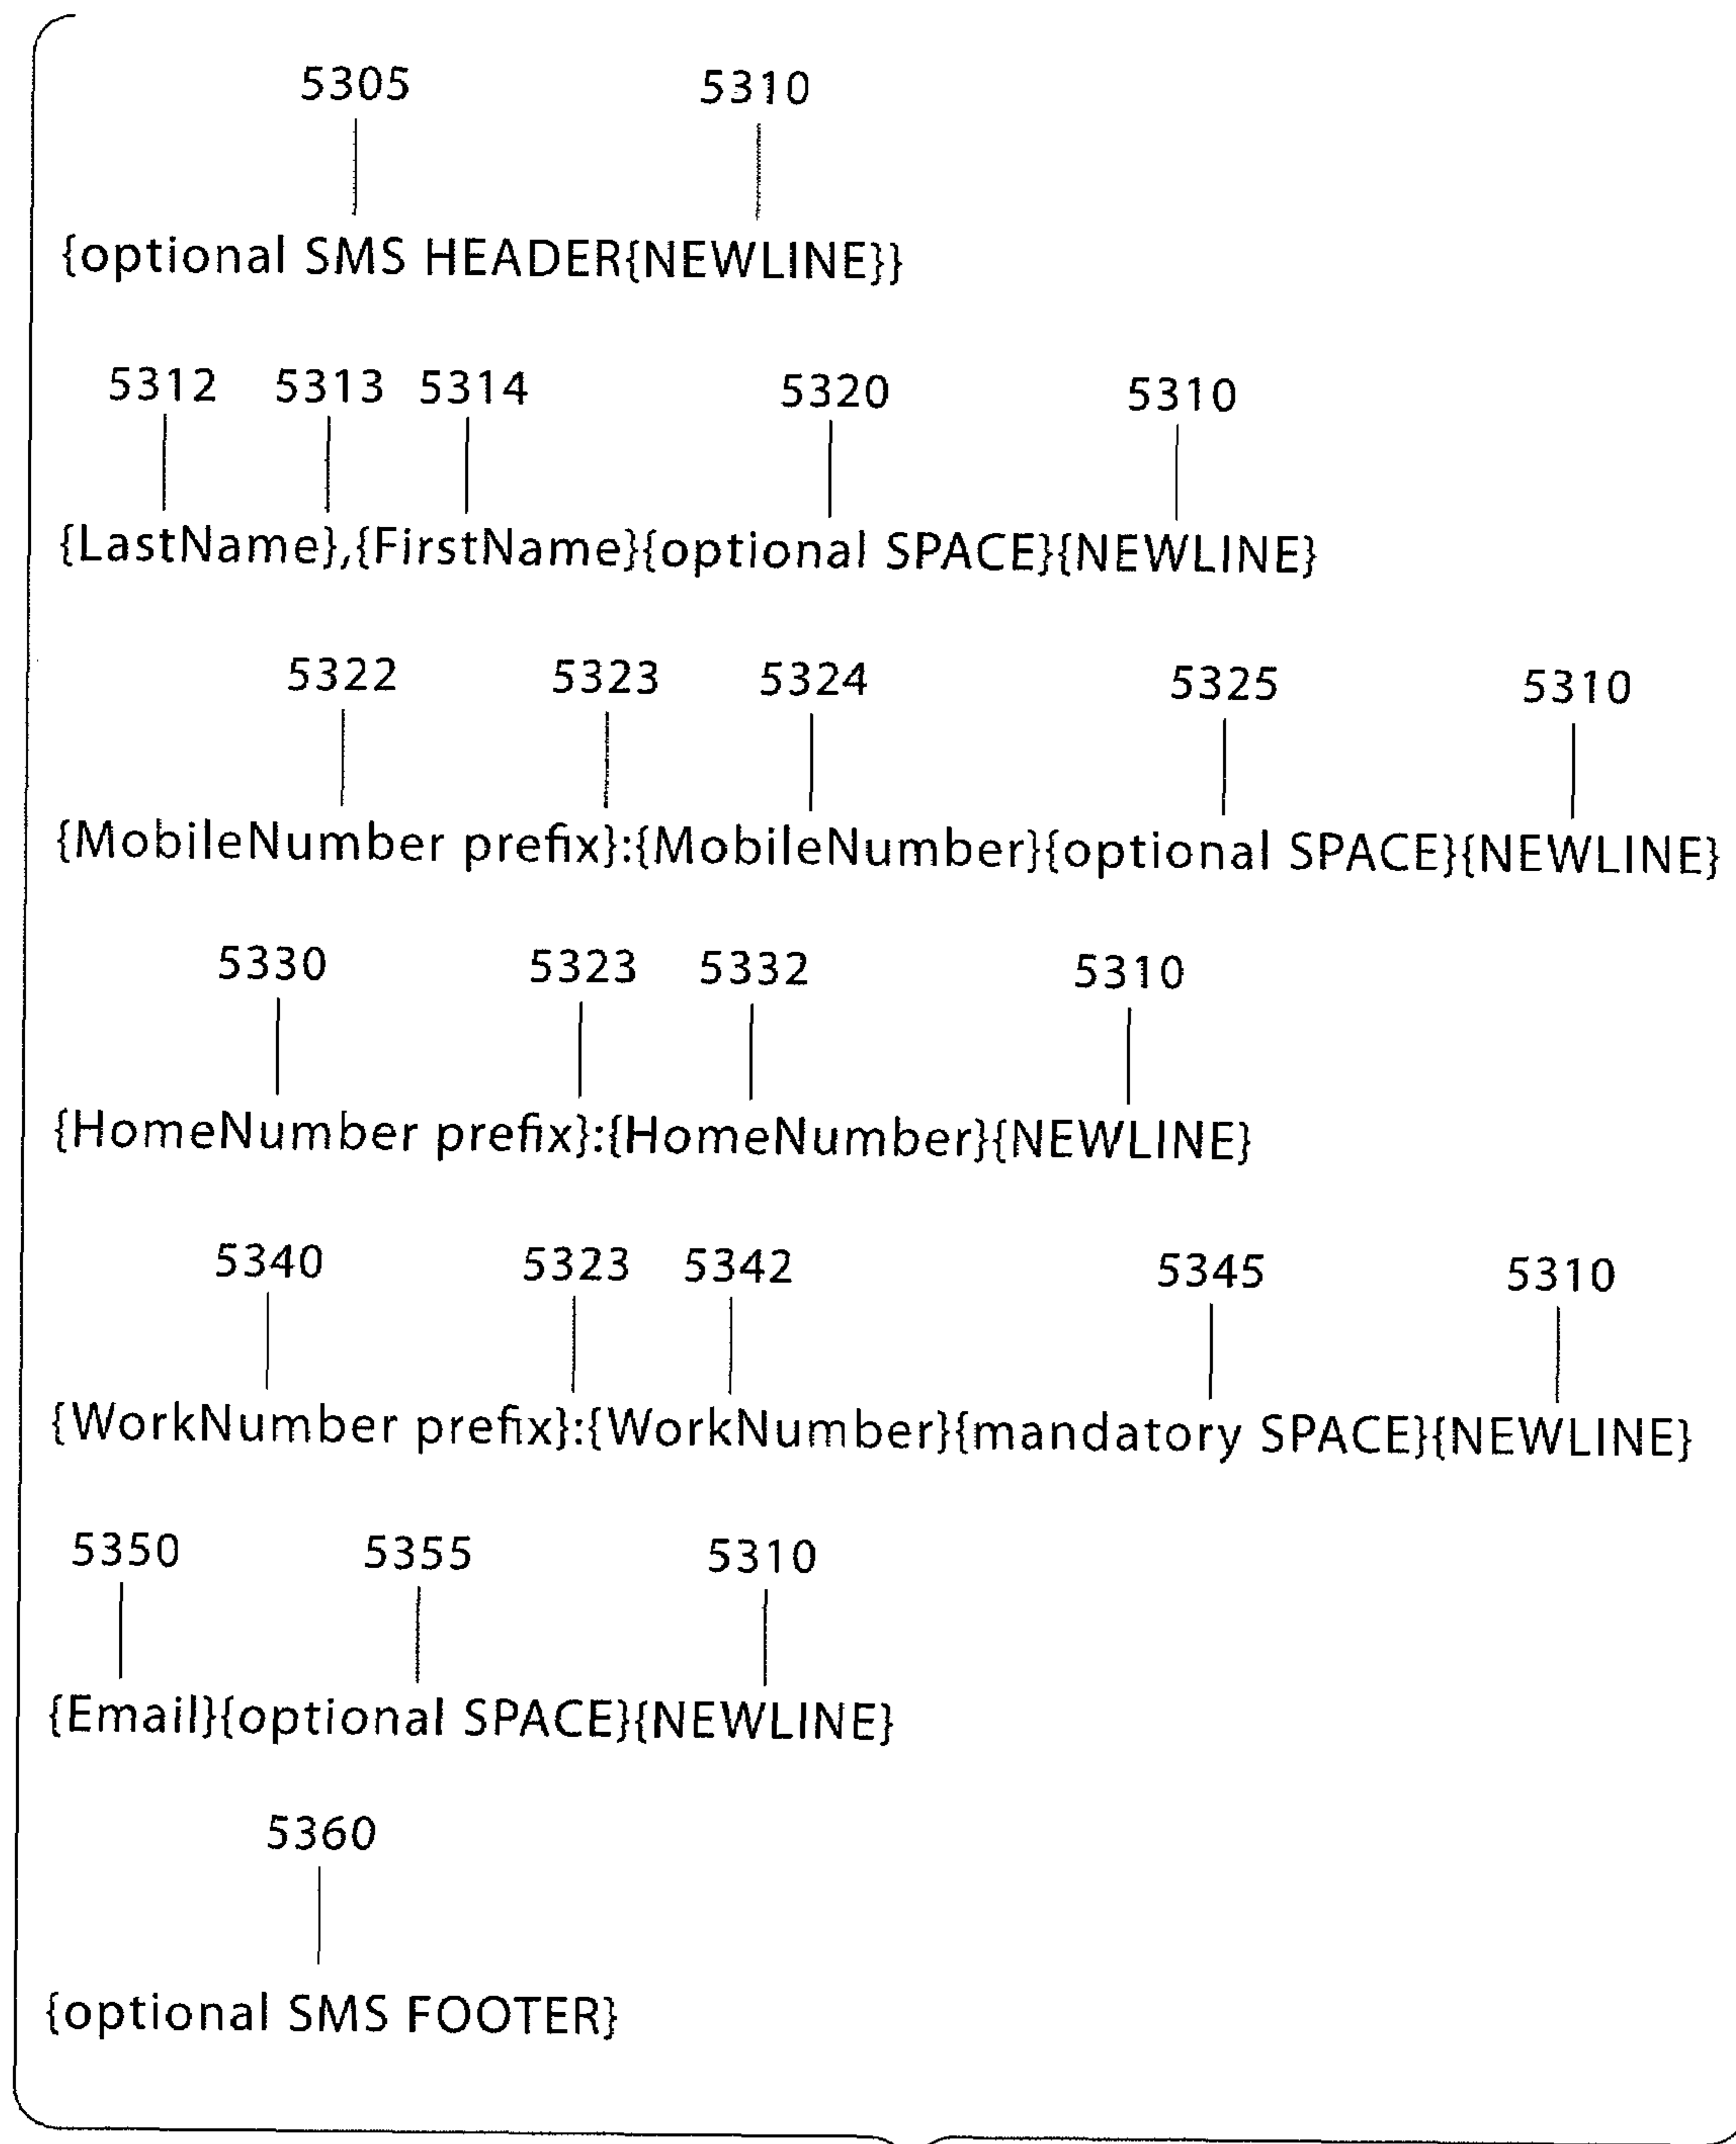 5305 5310
{optional SMS HEADER{NEWLINE}}
5312 5313 5314 5320 5310
{LastName},{FirstName}{optional SPACE}{NEWLINE}
5322 5323 5324 5325 5310
{MobileNumber prefix}:{MobileNumber}{optional SPACE}{NEWLINE}
5330 5323 5332 5310
{HomeNumber prefix}:{HomeNumber}{NEWLINE}
5340 5323 5342 5345 5310
{WorkNumber prefix}:{WorkNumber}{mandatory SPACE}{NEWLINE}
5350 5355 5310
{Email}{optional SPACE}{NEWLINE}
5360
{optional SMS FOOTER}